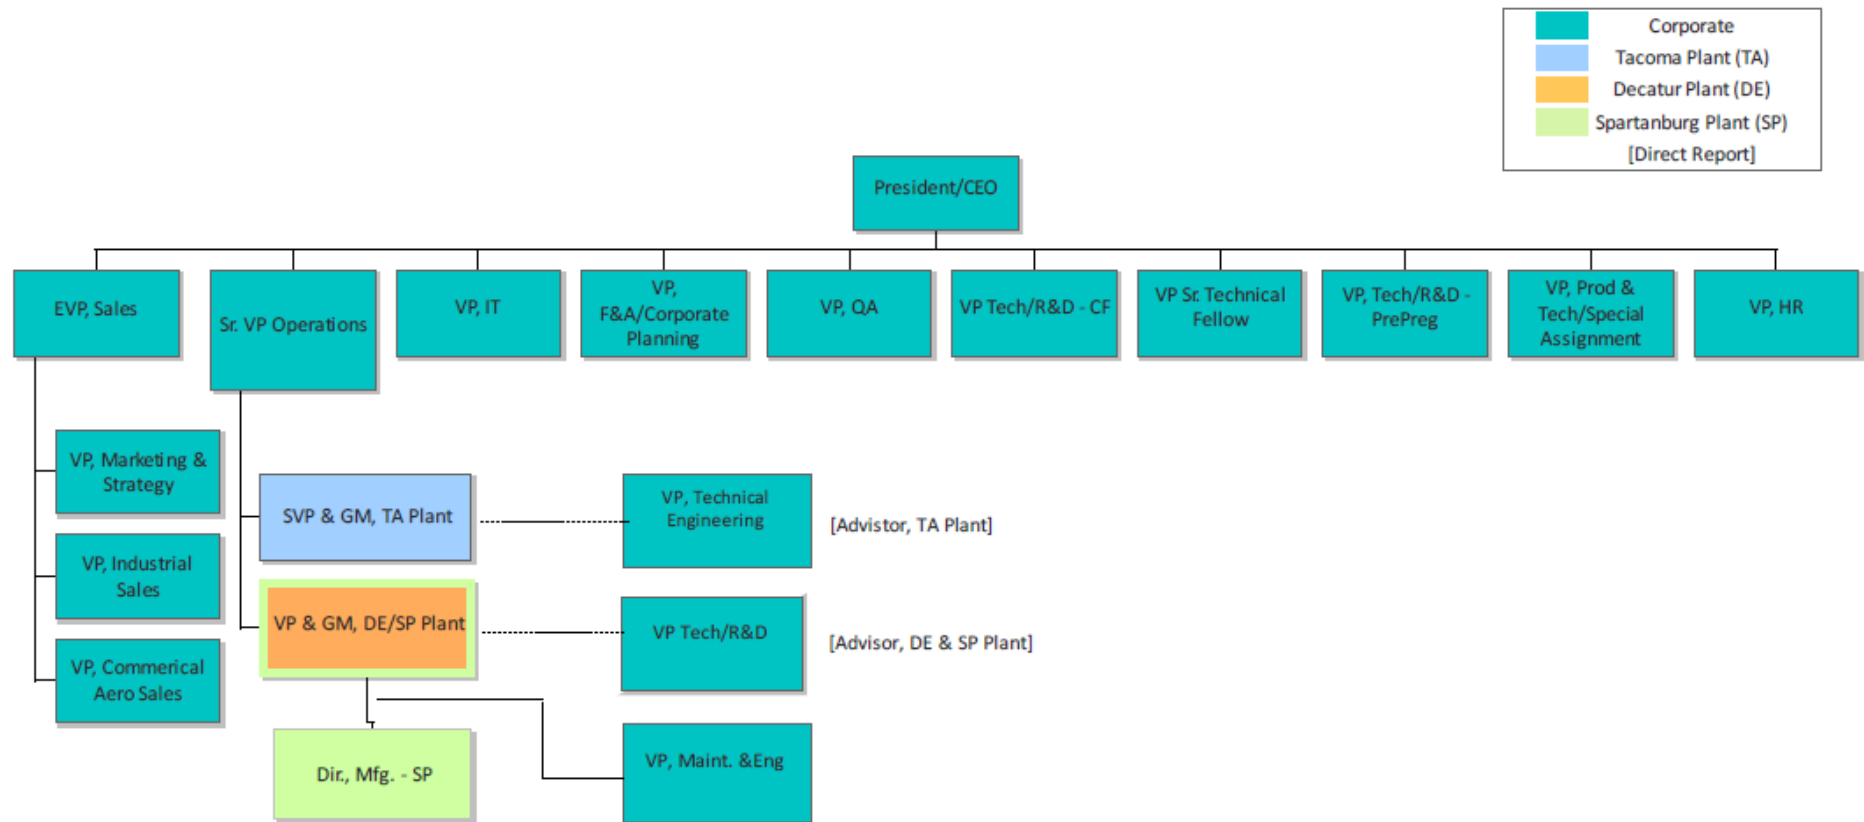 Corporate
Tacoma Plant (TA)
Decatur Plant (DE)
Spartanburg Plant (SP)
[Direct Report]
President/CEO
EVP, Sales
Sr. VP Operations
VP, IT
VP,
F&A/Corporate
Planning
VP, QA
VP Tech/R&D - CF
VP Sr. Technical
Fellow
VP, Tech/R&D -
PrePreg
VP, Prod &
Tech/Special
Assignment
VP, HR
VP, Marketing &
Strategy
VP, Industrial
Sales
VP, Commerical
Aero Sales
SVP & GM, TA Plant
VP, Technical
Engineering
[Advistor, TA Plant]
VP & GM, DE/SP Plant
VP Tech/R&D
[Advisor, DE & SP Plant]
Dir., Mfg. - SP
VP, Maint. &Eng